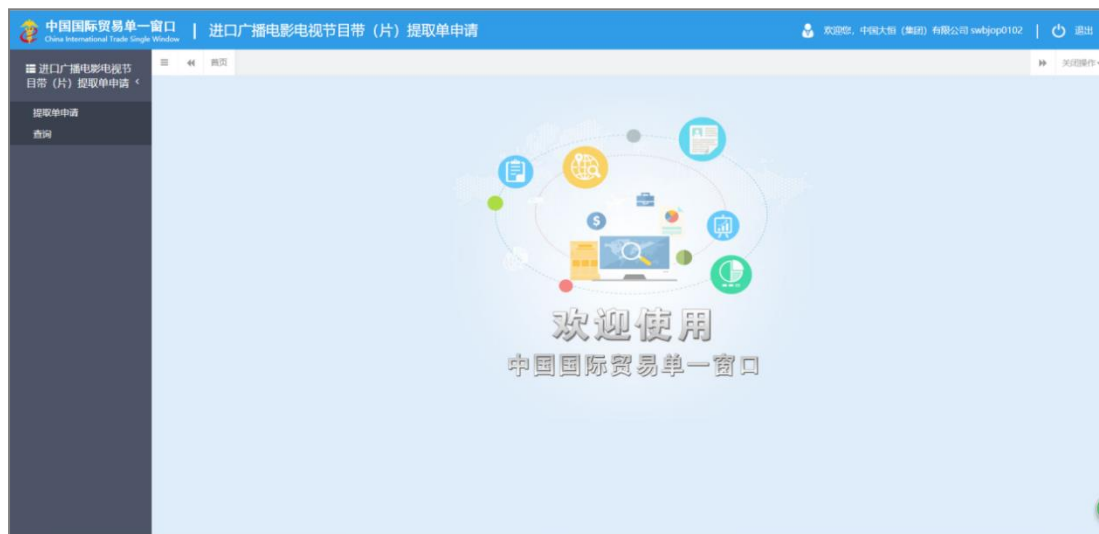 中国国际贸易单一窗口
China International Trade Single Window
进口广播电影电视节目带（片）提取单申请
欢迎您，中国大恒（集团）有限公司 swbjop0102
退出
进口广播电影电视节
目带（片）提取单申请
首页
关闭操作
提取单申请
查询
$
欢迎使用
中国国际贸易单一窗口